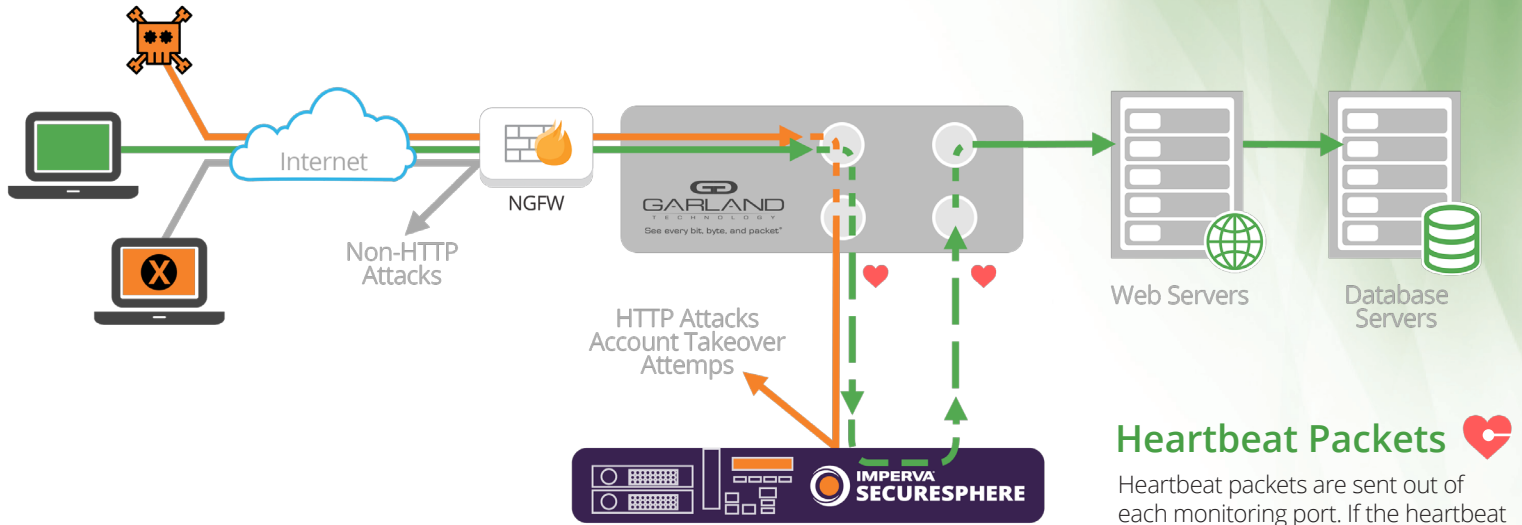 Internet
NGFW
Non-HTTP
Attacks
X
GARLAND
TECHNOLOGY
See every bit, byte, and packet®
HTTP Attacks
Account Takeover
Attemps
IMPERVA
SECURESPHERE
Web Servers
Database
Servers
Heartbeat Packets
Heartbeat packets are sent out of
each monitoring port. If the heartbeat